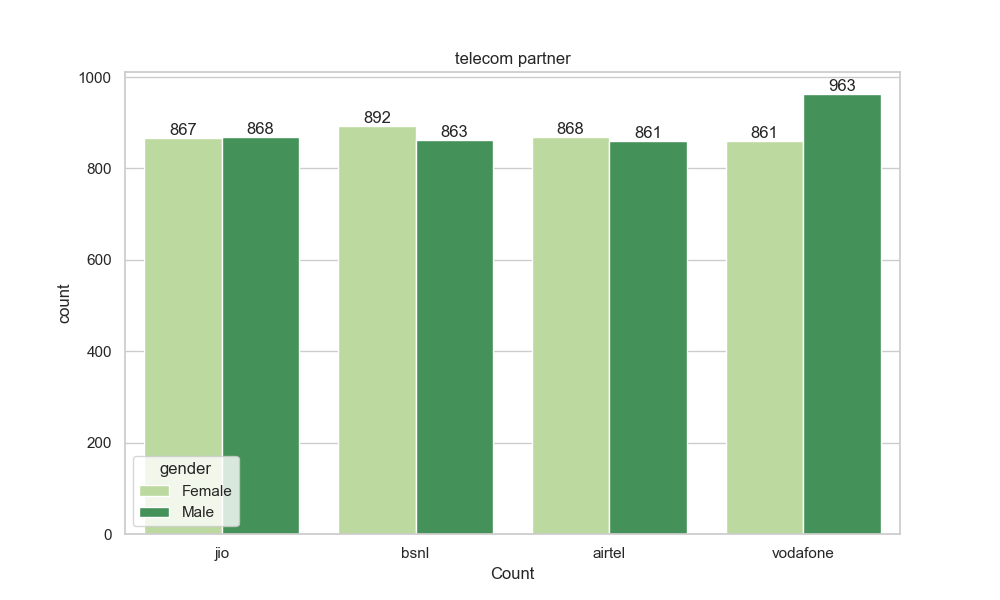 telecom partner
1000
800
600
400
200
0
count
867
868
892
863
868
861
861
963
gender
Female
Male
jio
bsnl
airtel
vodafone
Count